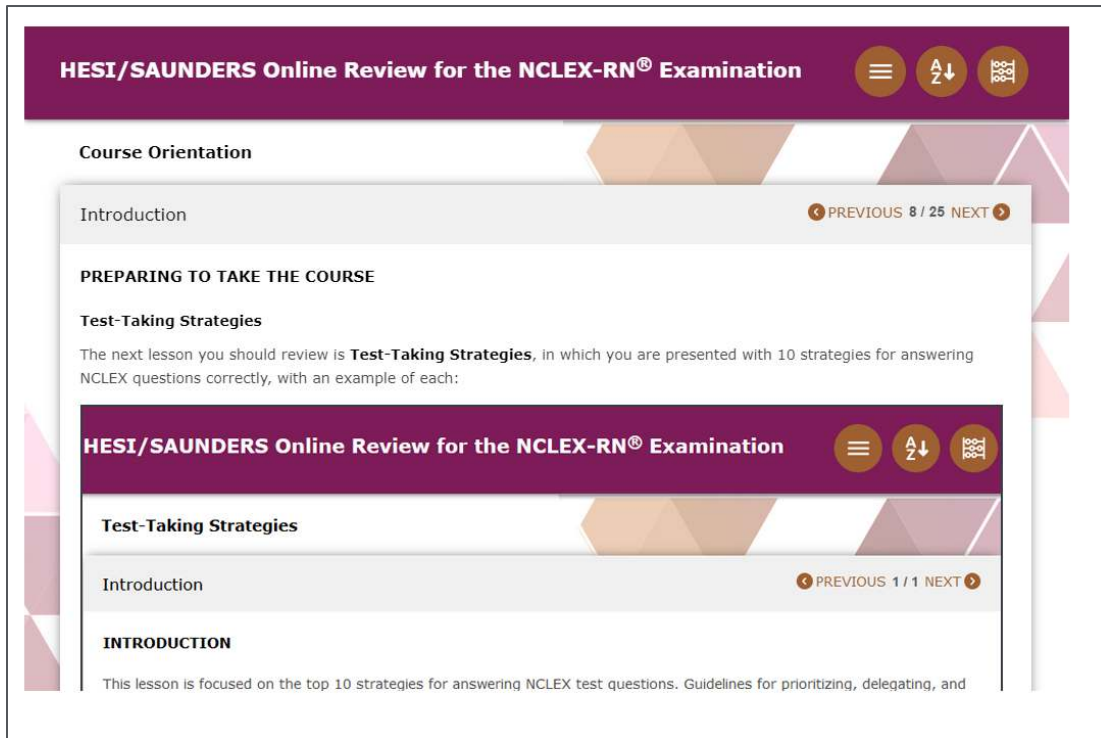 HESI/SAUNDERS Online Review for the NCLEX-RN® Examination
Course Orientation
Introduction
PREVIOUS 8 / 25 NEXT
PREPARING TO TAKE THE COURSE
Test-Taking Strategies
The next lesson you should review is Test-Taking Strategies, in which you are presented with 10 strategies for answering
NCLEX questions correctly, with an example of each:
HESI/SAUNDERS Online Review for the NCLEX-RN® Examination
Test-Taking Strategies
Introduction
PREVIOUS 1 / 1 NEXT
INTRODUCTION
This lesson is focused on the top 10 strategies for answering NCLEX test questions. Guidelines for prioritizing, delegating, and